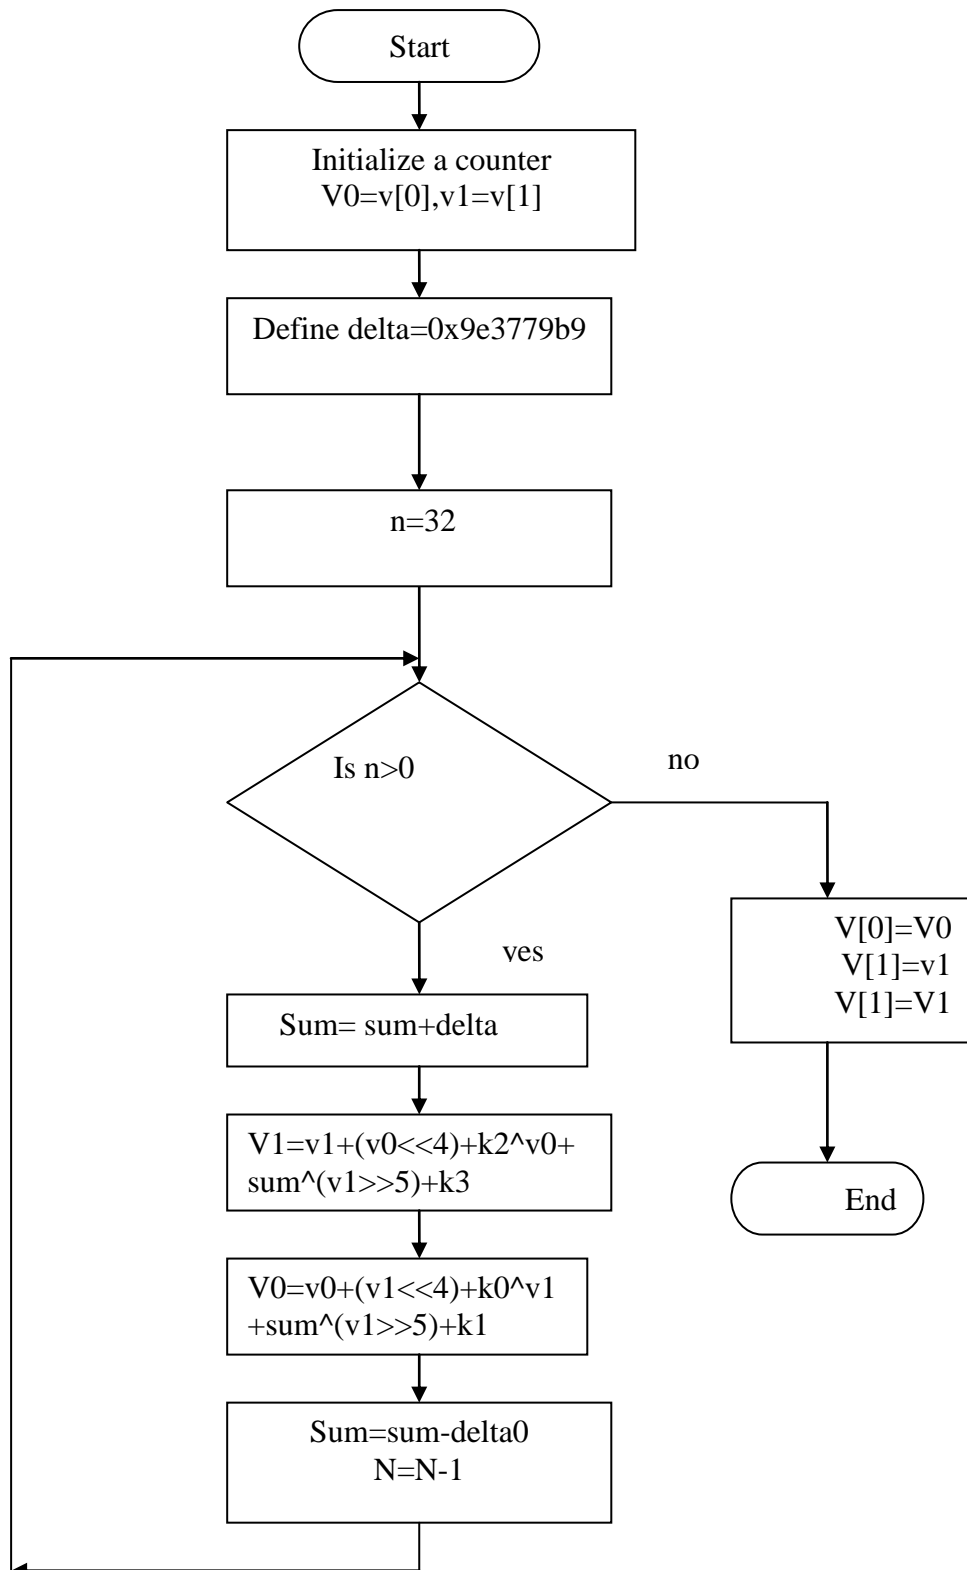 Start
Initialize a counter
V0=v[0],v1=v[1]
Define delta=0x9e3779b9
n=32
Is n>0
no
yes
V[0]=V0
V[1]=v1
V[1]=V1
Sum= sum+delta
V1=v1+(v0<<4)+k2^v0+
sum^(v1>>5)+k3
End
V0=v0+(v1<<4)+k0^v1
+sum^(v1>>5)+k1
Sum=sum-delta0
N=N-1